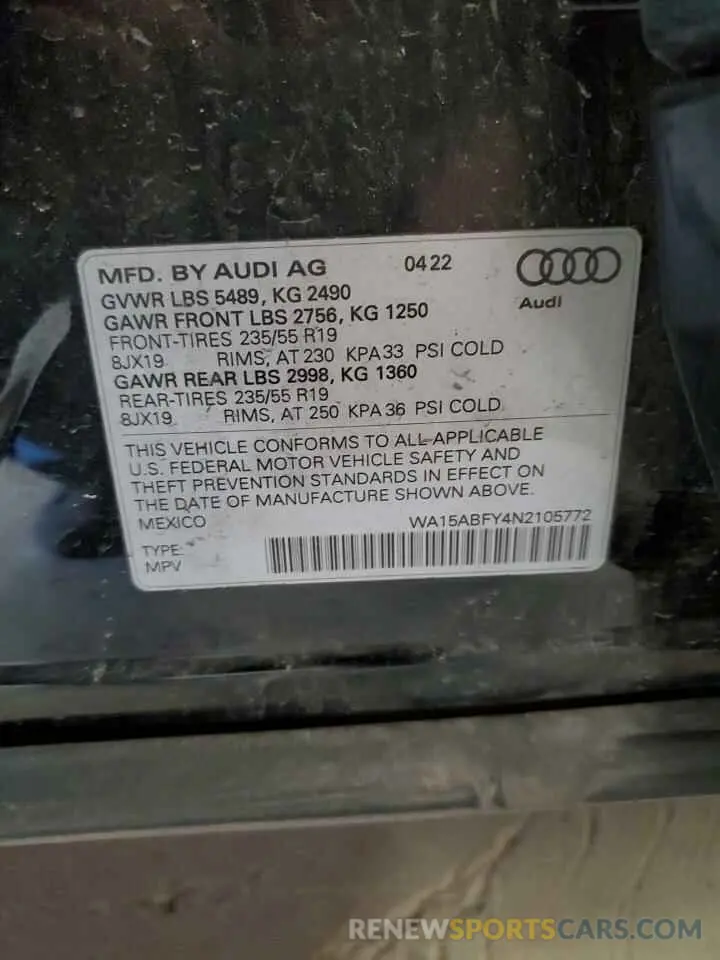 MFD. BY AUDI AG 0422
GVWR LBS 5489, KG 2490
Audi
GAWR FRONT LBS 2756, KG 1250
FRONT-TIRES 235/55 R19
8JX19 RIMS, AT 230 KPA 33 PSI COLD
GAWR REAR LBS 2998, KG 1360
REAR-TIRES 235/55 R19
8JX19 RIMS, AT 250 KPA 36 PSI COLD
THIS VEHICLE CONFORMS TO ALL APPLICABLE
U.S. FEDERAL MOTOR VEHICLE SAFETY AND
THEFT PREVENTION STANDARDS IN EFFECT ON
THE DATE OF MANUFACTURE SHOWN ABOVE.
MEXICO WA15ABFY4N2105772
TYPE:
MPV
RENEWSPORTSCARS.COM